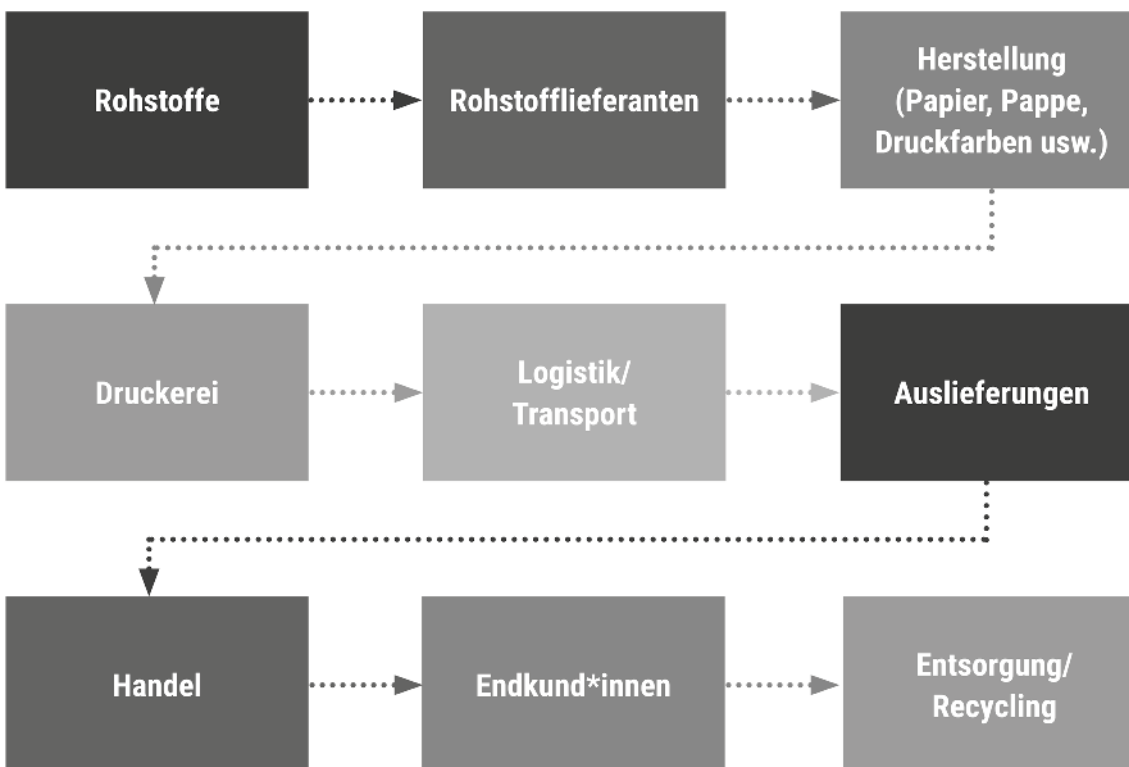 Rohstoffe
Rohstofflieferanten
Herstellung
(Papier, Pappe,
Druckfarben usw.)
Druckerei
Logistik/
Transport
Auslieferungen
Handel
Endkund*innen
Entsorgung/
Recycling